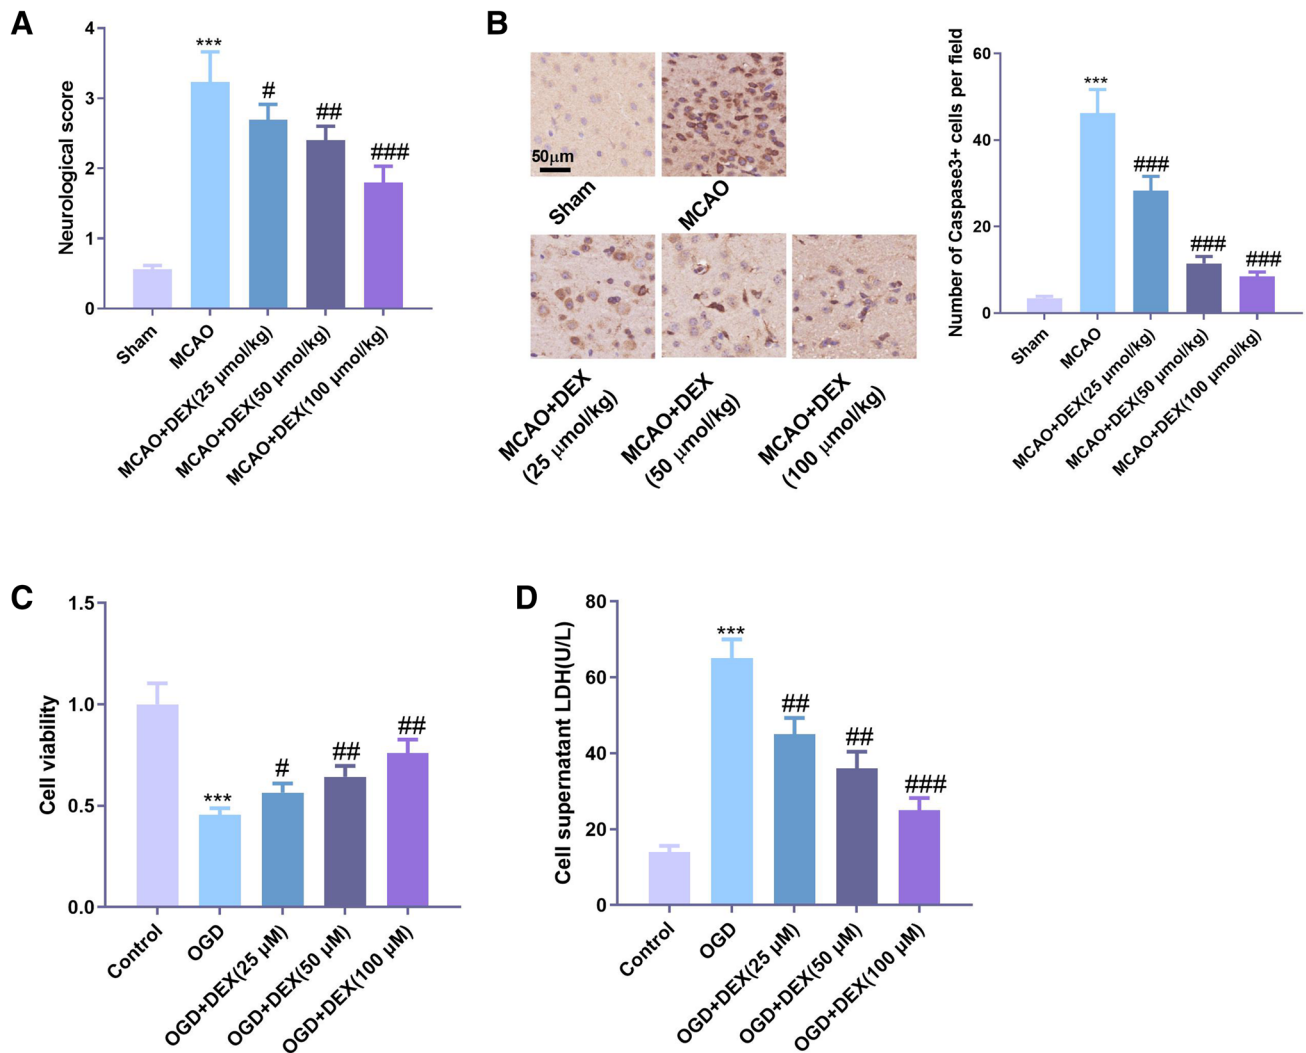 A
Neurological score
4
3
2
1
0
***
#
##
###
Sham
MCAO
MCAO+DEX(25 μmol/kg)
MCAO+DEX(50 μmol/kg)
MCAO+DEX(100 μmol/kg)
B
50μm
Sham
MCAO
MCAO+DEX
(25 μmol/kg)
MCAO+DEX
(50 μmol/kg)
MCAO+DEX
(100 μmol/kg)
Number of Caspase3+ cells per field
60
40
20
0
***
###
###
###
Sham
MCAO
MCAO+DEX(25 μmol/kg)
MCAO+DEX(50 μmol/kg)
MCAO+DEX(100 μmol/kg)
C
Cell viability
1.5
1.0
0.5
0.0
***
#
##
##
Control
OGD
OGD+DEX(25 μM)
OGD+DEX(50 μM)
OGD+DEX(100 μM)
D
Cell supernatant LDH(U/L)
80
60
40
20
0
***
##
##
###
Control
OGD
OGD+DEX(25 μM)
OGD+DEX(50 μM)
OGD+DEX(100 μM)